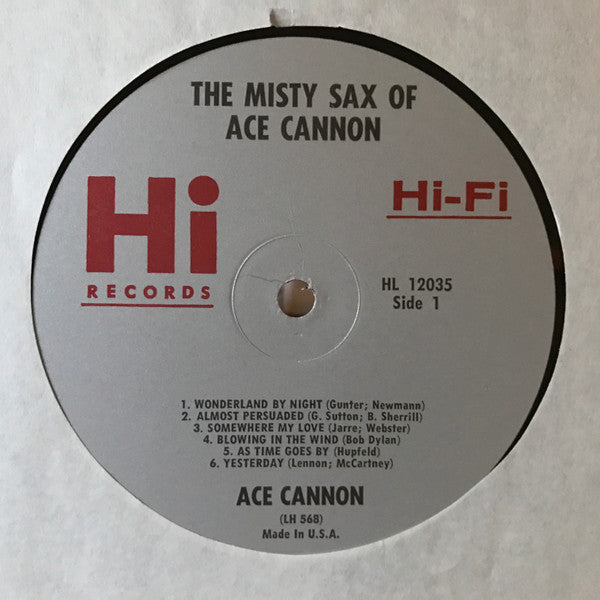 THE MISTY SAX OF
ACE CANNON
Hi
RECORDS
Hi-Fi
HL 12035
Side 1
1. WONDERLAND BY NIGHT (Gunter; Newmann)
2. ALMOST PERSUADED (G. Sutton; B. Sherrill)
3. SOMEWHERE MY LOVE (Jarre; Webster)
4. BLOWING IN THE WIND (Bob Dylan)
5. AS TIME GOES BY (Hupfeld)
6. YESTERDAY (Lennon; McCartney)
ACE CANNON
(LH 568)
Made In U.S.A.